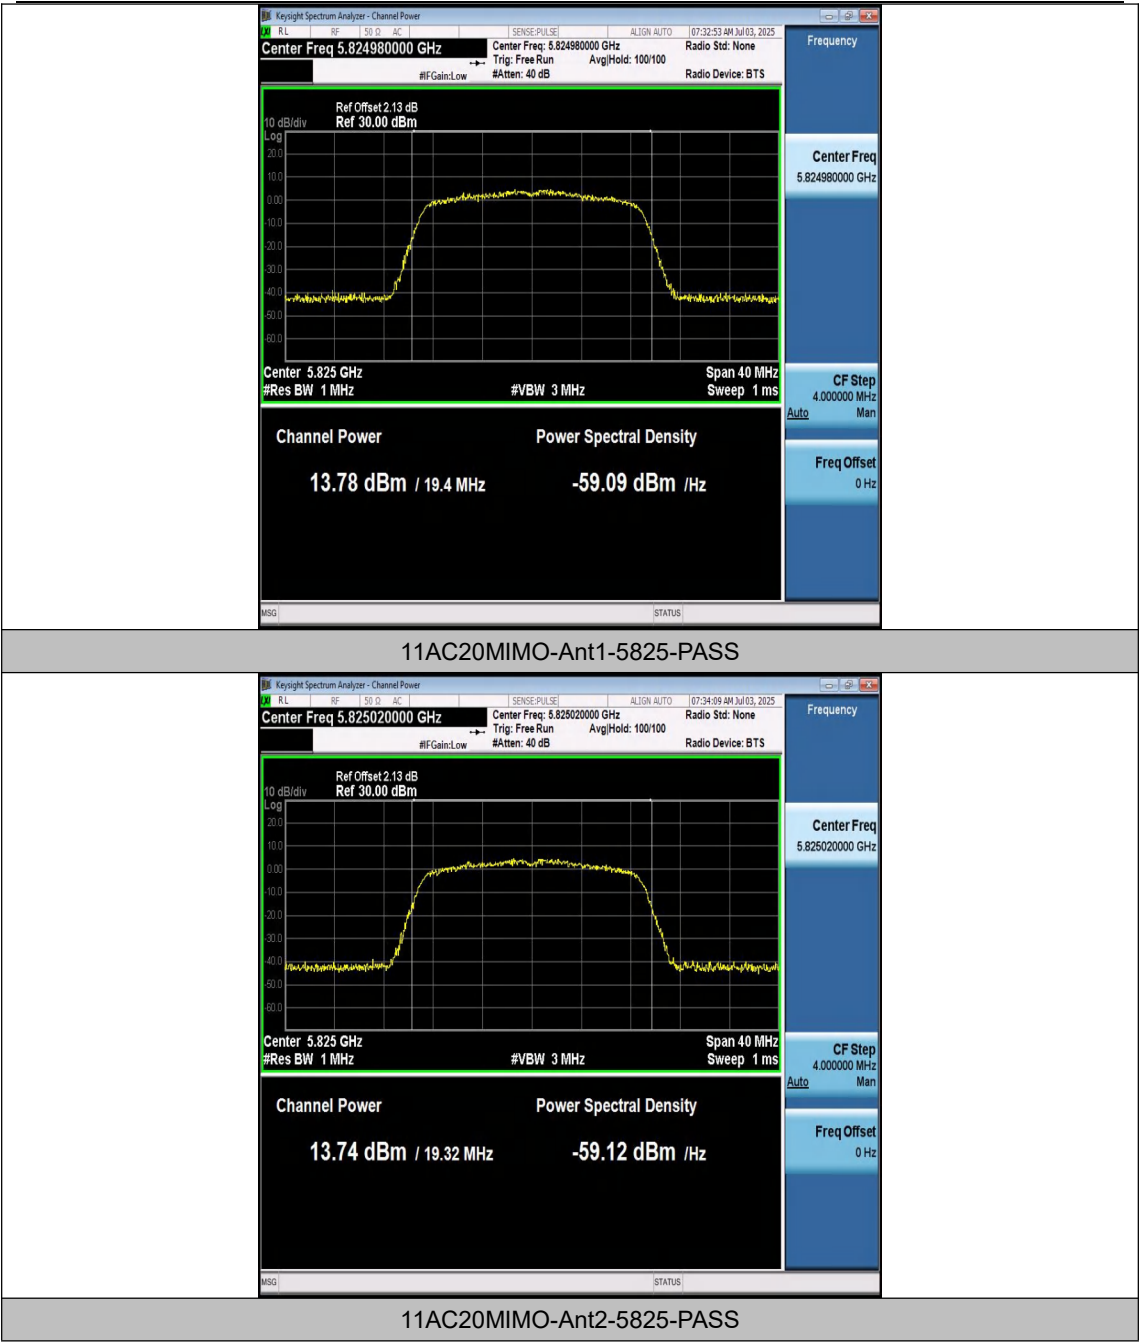 Keysight Spectrum Analyzer - Channel Power
RL RF 50 Ω AC SENSE:PULSE ALIGN AUTO 07:32:53 AM Jul 03, 2025
Center Freq 5.824980000 GHz
Center Freq: 5.824980000 GHz
Radio Std: None
Trig: Free Run Avg|Hold: 100/100
#IFGain:Low
#Atten: 40 dB
Radio Device: BTS
Frequency
Ref Offset 2.13 dB
10 dB/div Ref 30.00 dBm
Log
20.0
10.0
0.00
-10.0
-20.0
-30.0
-40.0
-50.0
-60.0
Center 5.825 GHz Span 40 MHz
#Res BW 1 MHz #VBW 3 MHz Sweep 1 ms
Center Freq
5.824980000 GHz
CF Step
4.000000 MHz
Auto Man
Freq Offset
0 Hz
Channel Power Power Spectral Density
13.78 dBm / 19.4 MHz -59.09 dBm /Hz
MSG STATUS
11AC20MIMO-Ant1-5825-PASS
Keysight Spectrum Analyzer - Channel Power
RL RF 50 Ω AC SENSE:PULSE ALIGN AUTO 07:34:09 AM Jul 03, 2025
Center Freq 5.825020000 GHz
Center Freq: 5.825020000 GHz
Radio Std: None
Trig: Free Run Avg|Hold: 100/100
#IFGain:Low
#Atten: 40 dB
Radio Device: BTS
Frequency
Ref Offset 2.13 dB
10 dB/div Ref 30.00 dBm
Log
20.0
10.0
0.00
-10.0
-20.0
-30.0
-40.0
-50.0
-60.0
Center 5.825 GHz Span 40 MHz
#Res BW 1 MHz #VBW 3 MHz Sweep 1 ms
Center Freq
5.825020000 GHz
CF Step
4.000000 MHz
Auto Man
Freq Offset
0 Hz
Channel Power Power Spectral Density
13.74 dBm / 19.32 MHz -59.12 dBm /Hz
MSG STATUS
11AC20MIMO-Ant2-5825-PASS